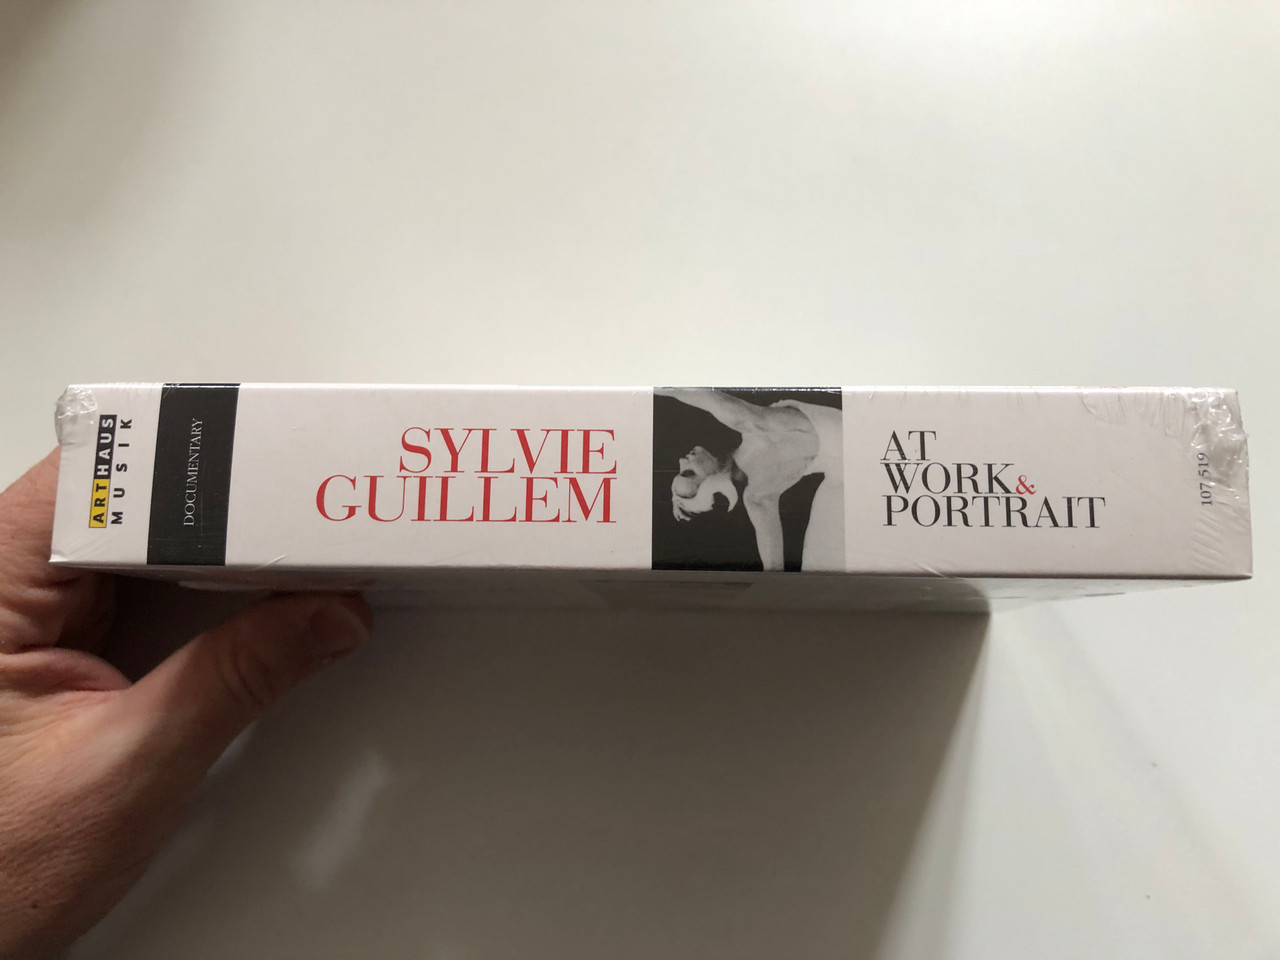 ARTHAUS
MUSIK
DOCUMENTARY
SYLVIE
GUILLEM
AT
WORK&
PORTRAIT
107 519